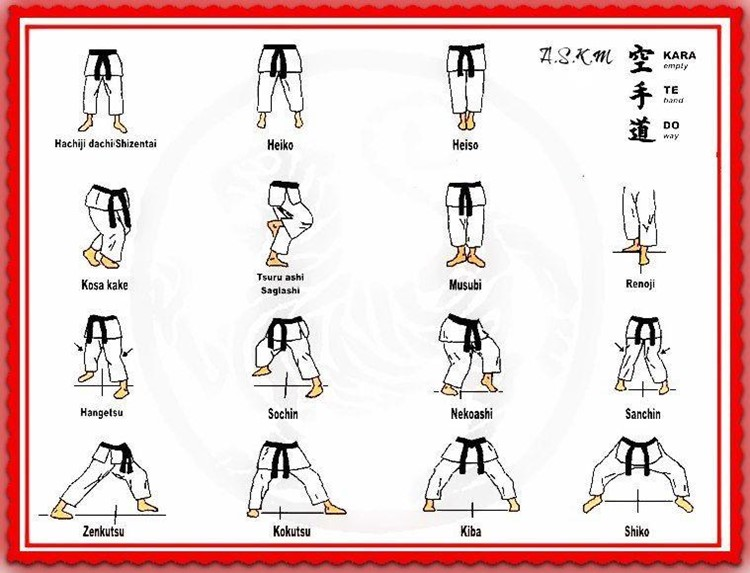 A.S.K.M
空 KARA
empty
手 TE
hand
道 DO
way
Hachiji dachi/Shizentai
Heiko
Heiso
Kosa kake
Tsuru ashi
Sagiashi
Musubi
Renoji
Hangetsu
Sochin
Nekoashi
Sanchin
Zenkutsu
Kokutsu
Kiba
Shiko